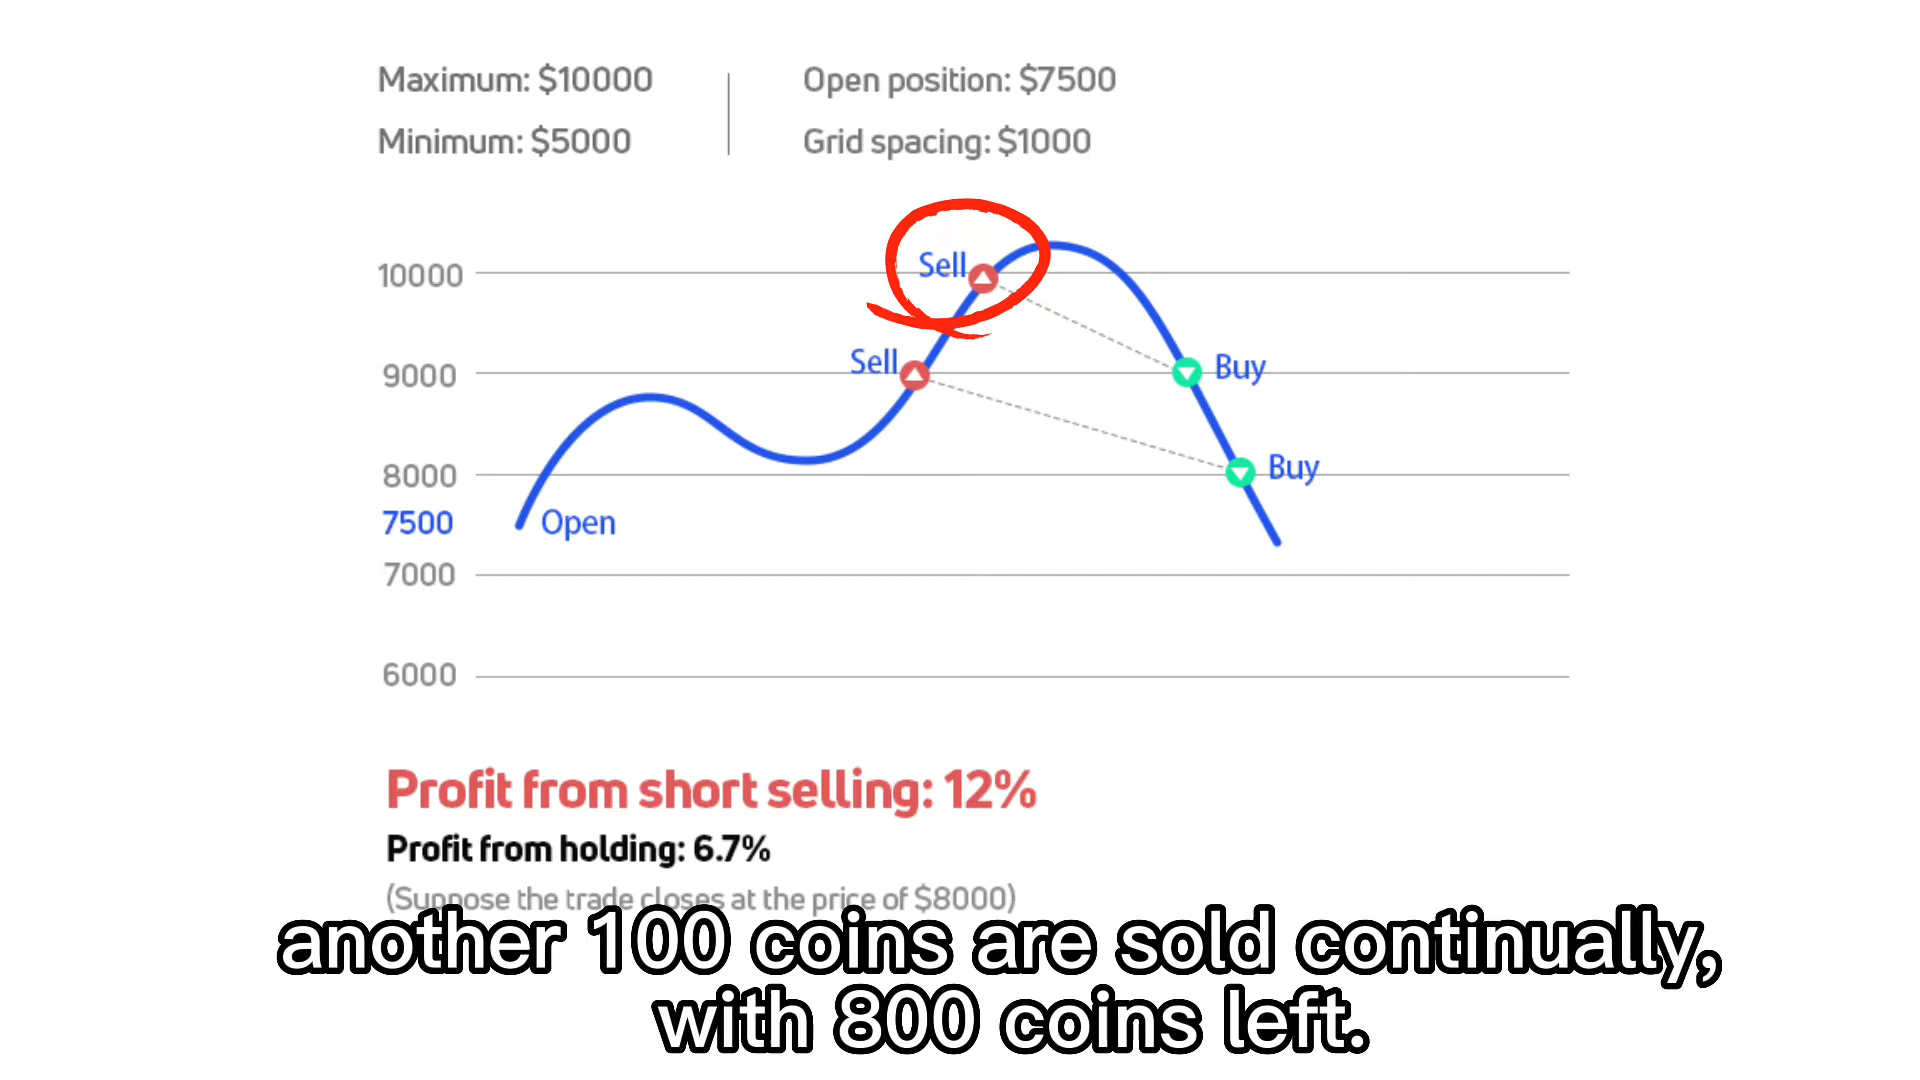 Maximum: $10000
Minimum: $5000
Open position: $7500
Grid spacing: $1000
10000
Sell
9000
Sell
Buy
8000
Buy
7500
Open
7000
6000
Profit from short selling: 12%
Profit from holding: 6.7%
(Suppose the trade closes at the price of $8000)
another 100 coins are sold continually,
with 800 coins left.